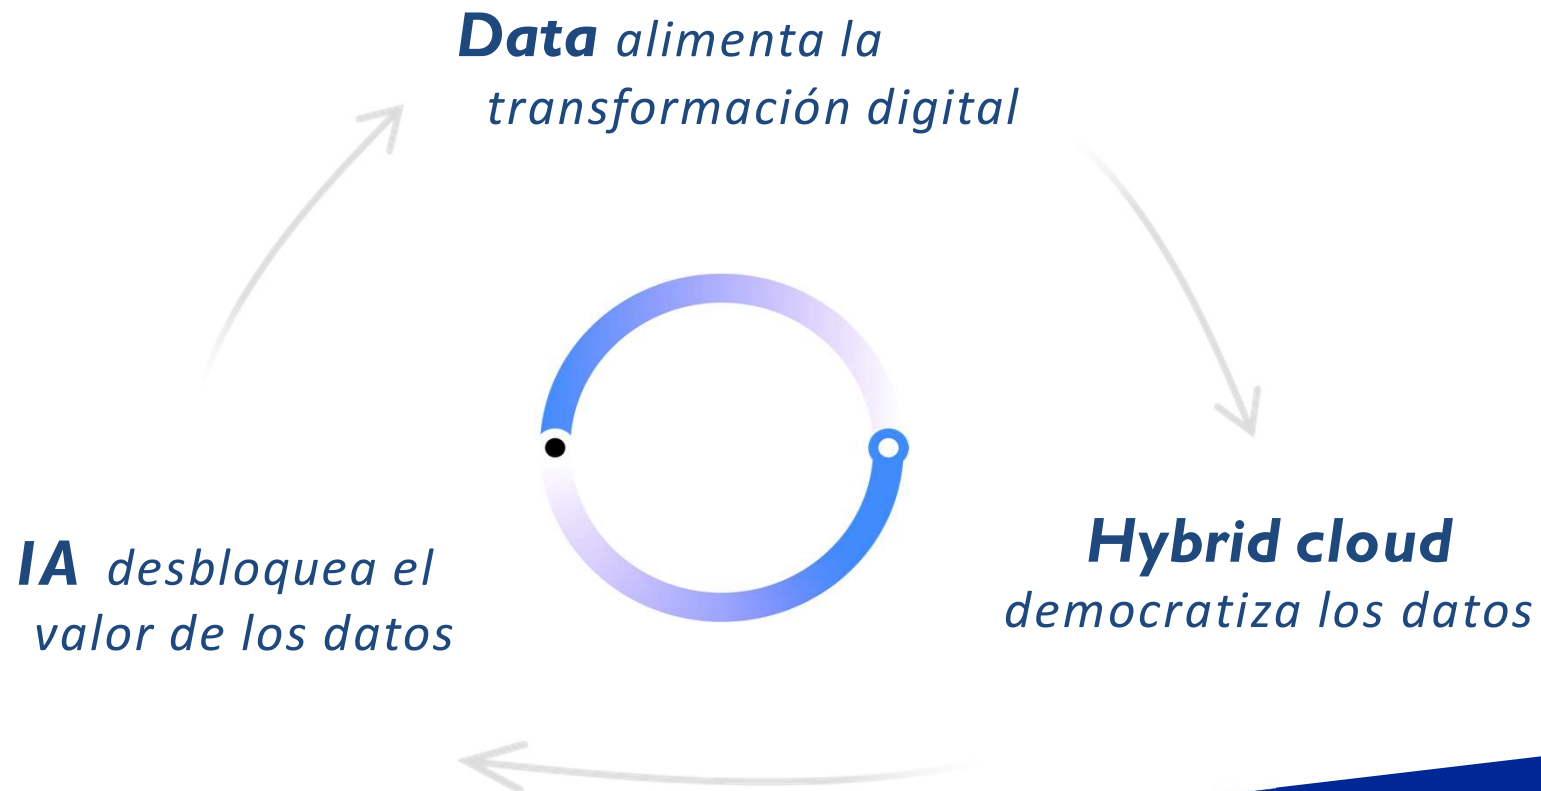 Data alimenta la
transformación digital
Hybrid cloud
democratiza los datos
IA desbloquea el
valor de los datos